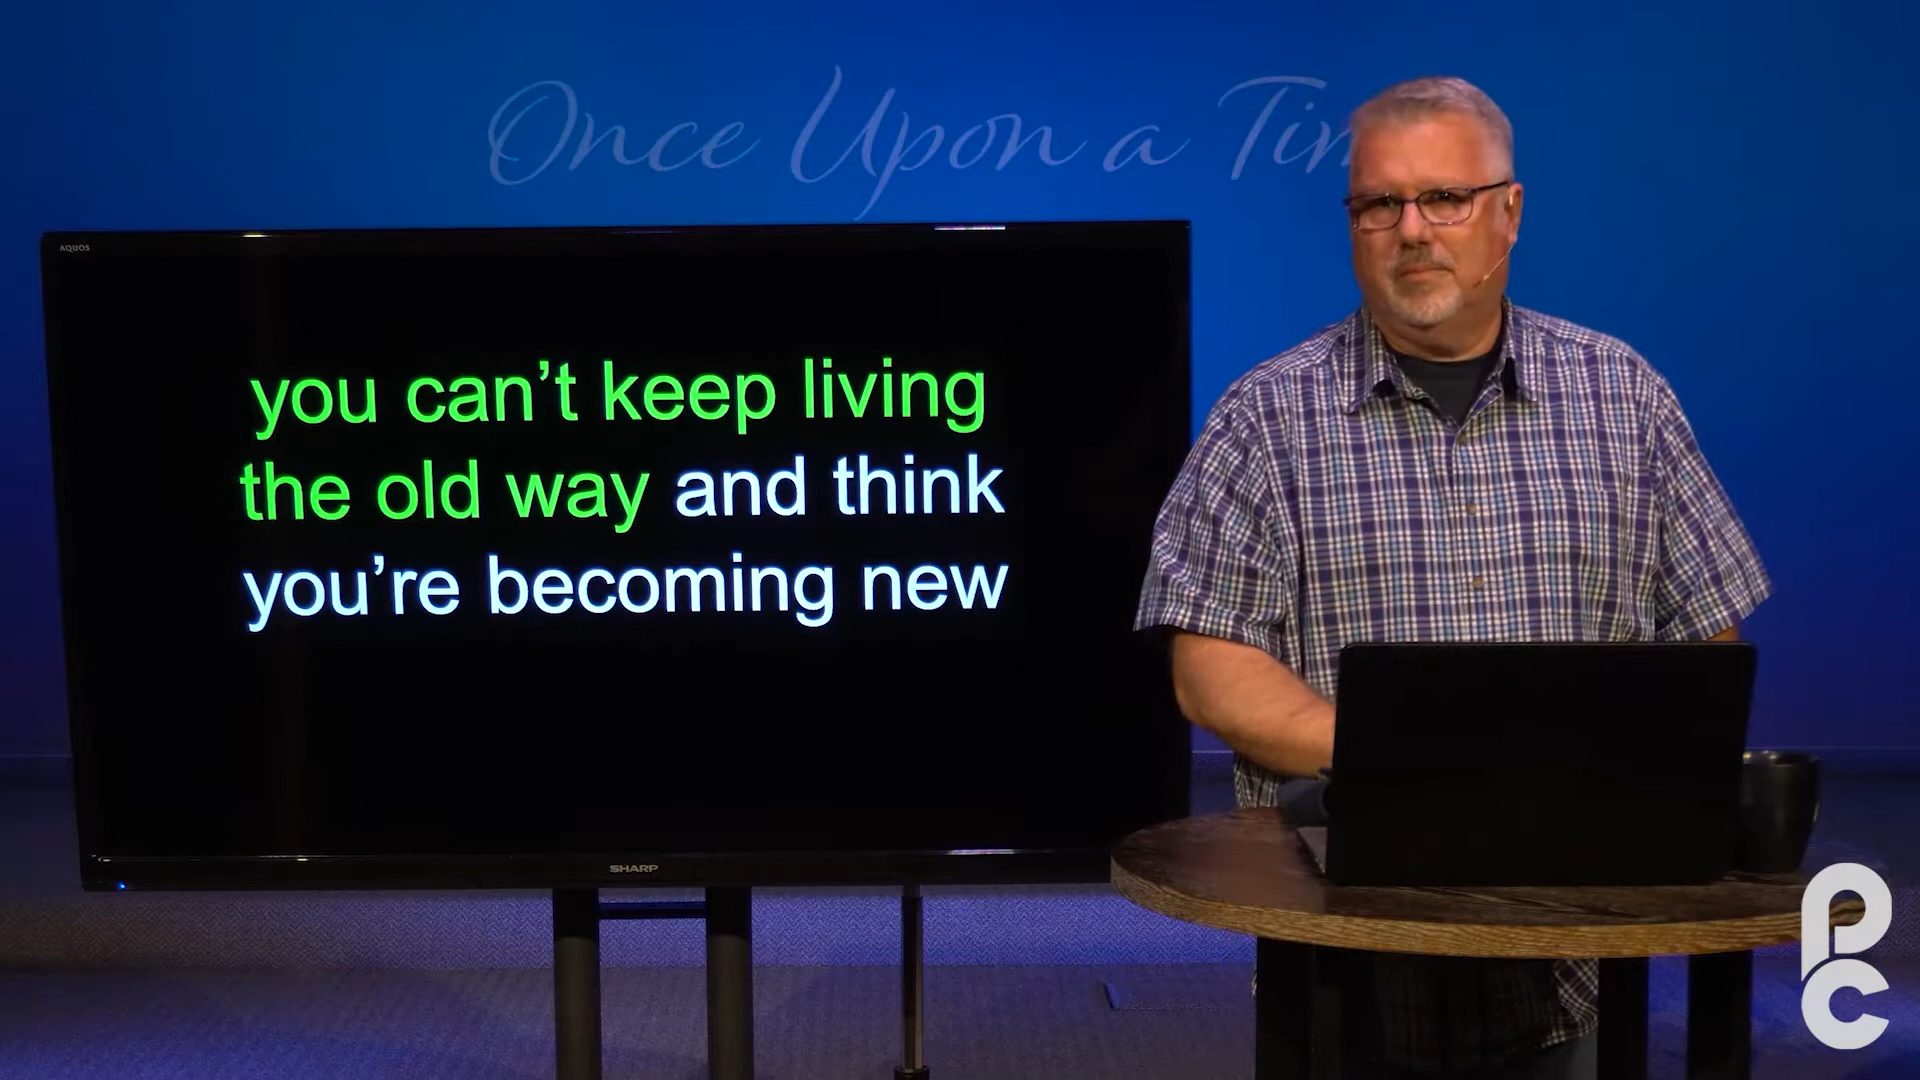 Once Upon a Tim
AQUOS
you can't keep living
the old way and think
you're becoming new
SHARP
PC